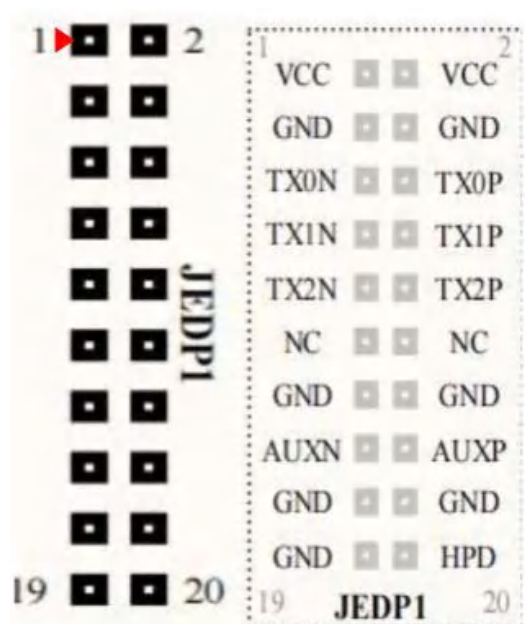 1 2
JEDP1
19 20
1 2
VCC VCC
GND GND
TX0N TX0P
TX1N TX1P
TX2N TX2P
NC NC
GND GND
AUXN AUXP
GND GND
GND HPD
19 JEDP1 20